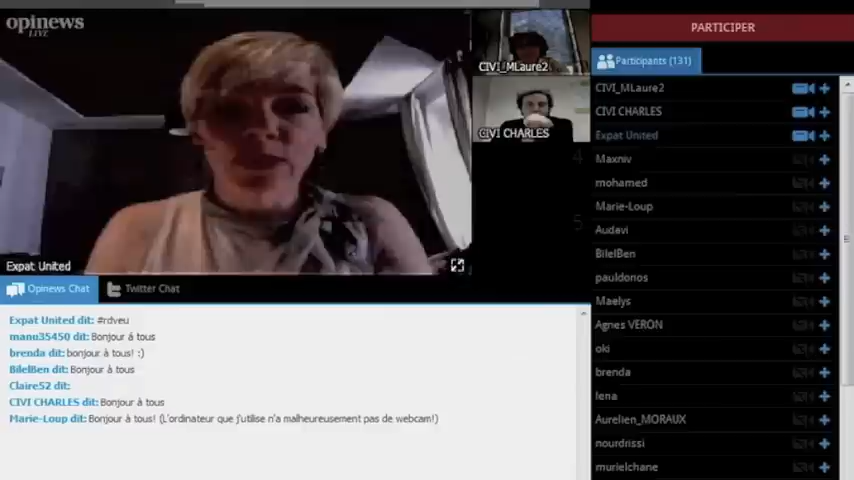 opinews
LIVE
CIVI_MLaure2
CIVI CHARLES
4
5
Expat United
PARTICIPER
Participants (131)
CIVI_MLaure2
CIVI CHARLES
Expat United
Maxniv
mohamed
Marie-Loup
Audavi
BilelBen
pauldonos
Maelys
Agnes VERON
oki
brenda
lena
Aurelien_MORAUX
nourdrissi
murielchane
Opinews Chat
Twitter Chat
Expat United dit: #rdveu
manu35450 dit: Bonjour á tous
brenda dit: bonjour à tous! :)
BilelBen dit: Bonjour à tous
Claire52 dit:
CIVI CHARLES dit: Bonjour à tous
Marie-Loup dit: Bonjour à tous! (L'ordinateur que j'utilise n'a malheureusement pas de webcam!)